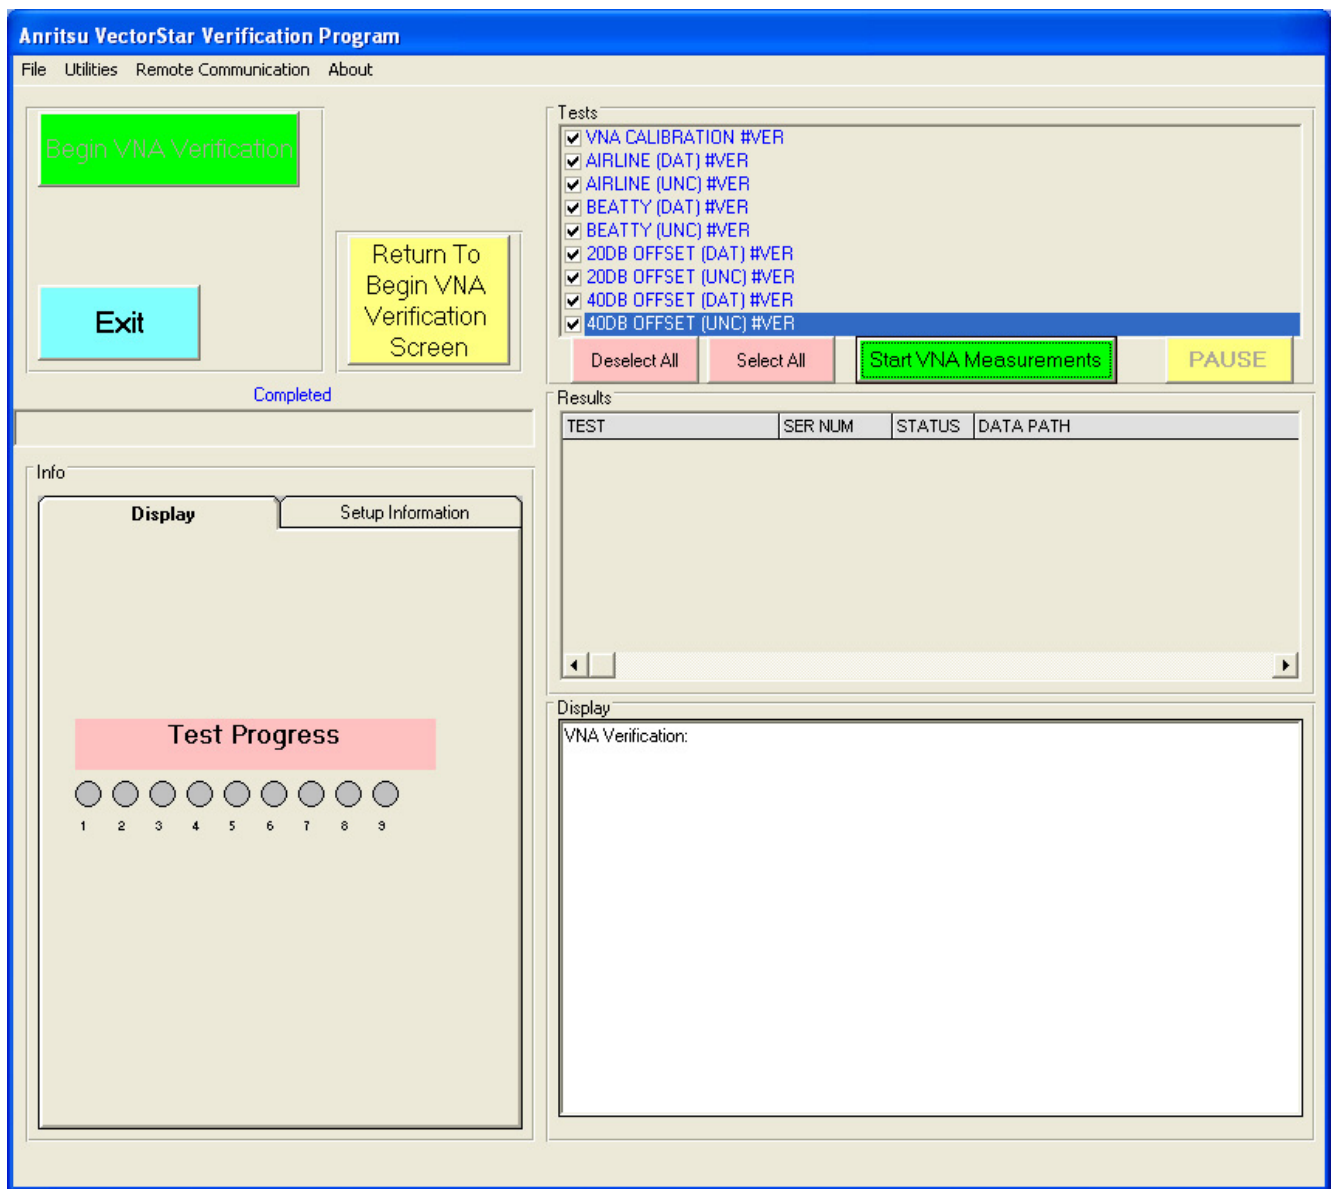 Anritsu VectorStar Verification Program
File Utilities Remote Communication About
Begin VNA Verification
Exit
Return To
Begin VNA
Verification
Screen
Completed
Tests
VNA CALIBRATION #VER
AIRLINE (DAT) #VER
AIRLINE (UNC) #VER
BEATTY (DAT) #VER
BEATTY (UNC) #VER
20DB OFFSET (DAT) #VER
20DB OFFSET (UNC) #VER
40DB OFFSET (DAT) #VER
40DB OFFSET (UNC) #VER
Deselect All Select All Start VNA Measurements PAUSE
Results
TEST SER NUM STATUS DATA PATH
Info
Display Setup Information
Test Progress
1 2 3 4 5 6 7 8 9
Display
VNA Verification: